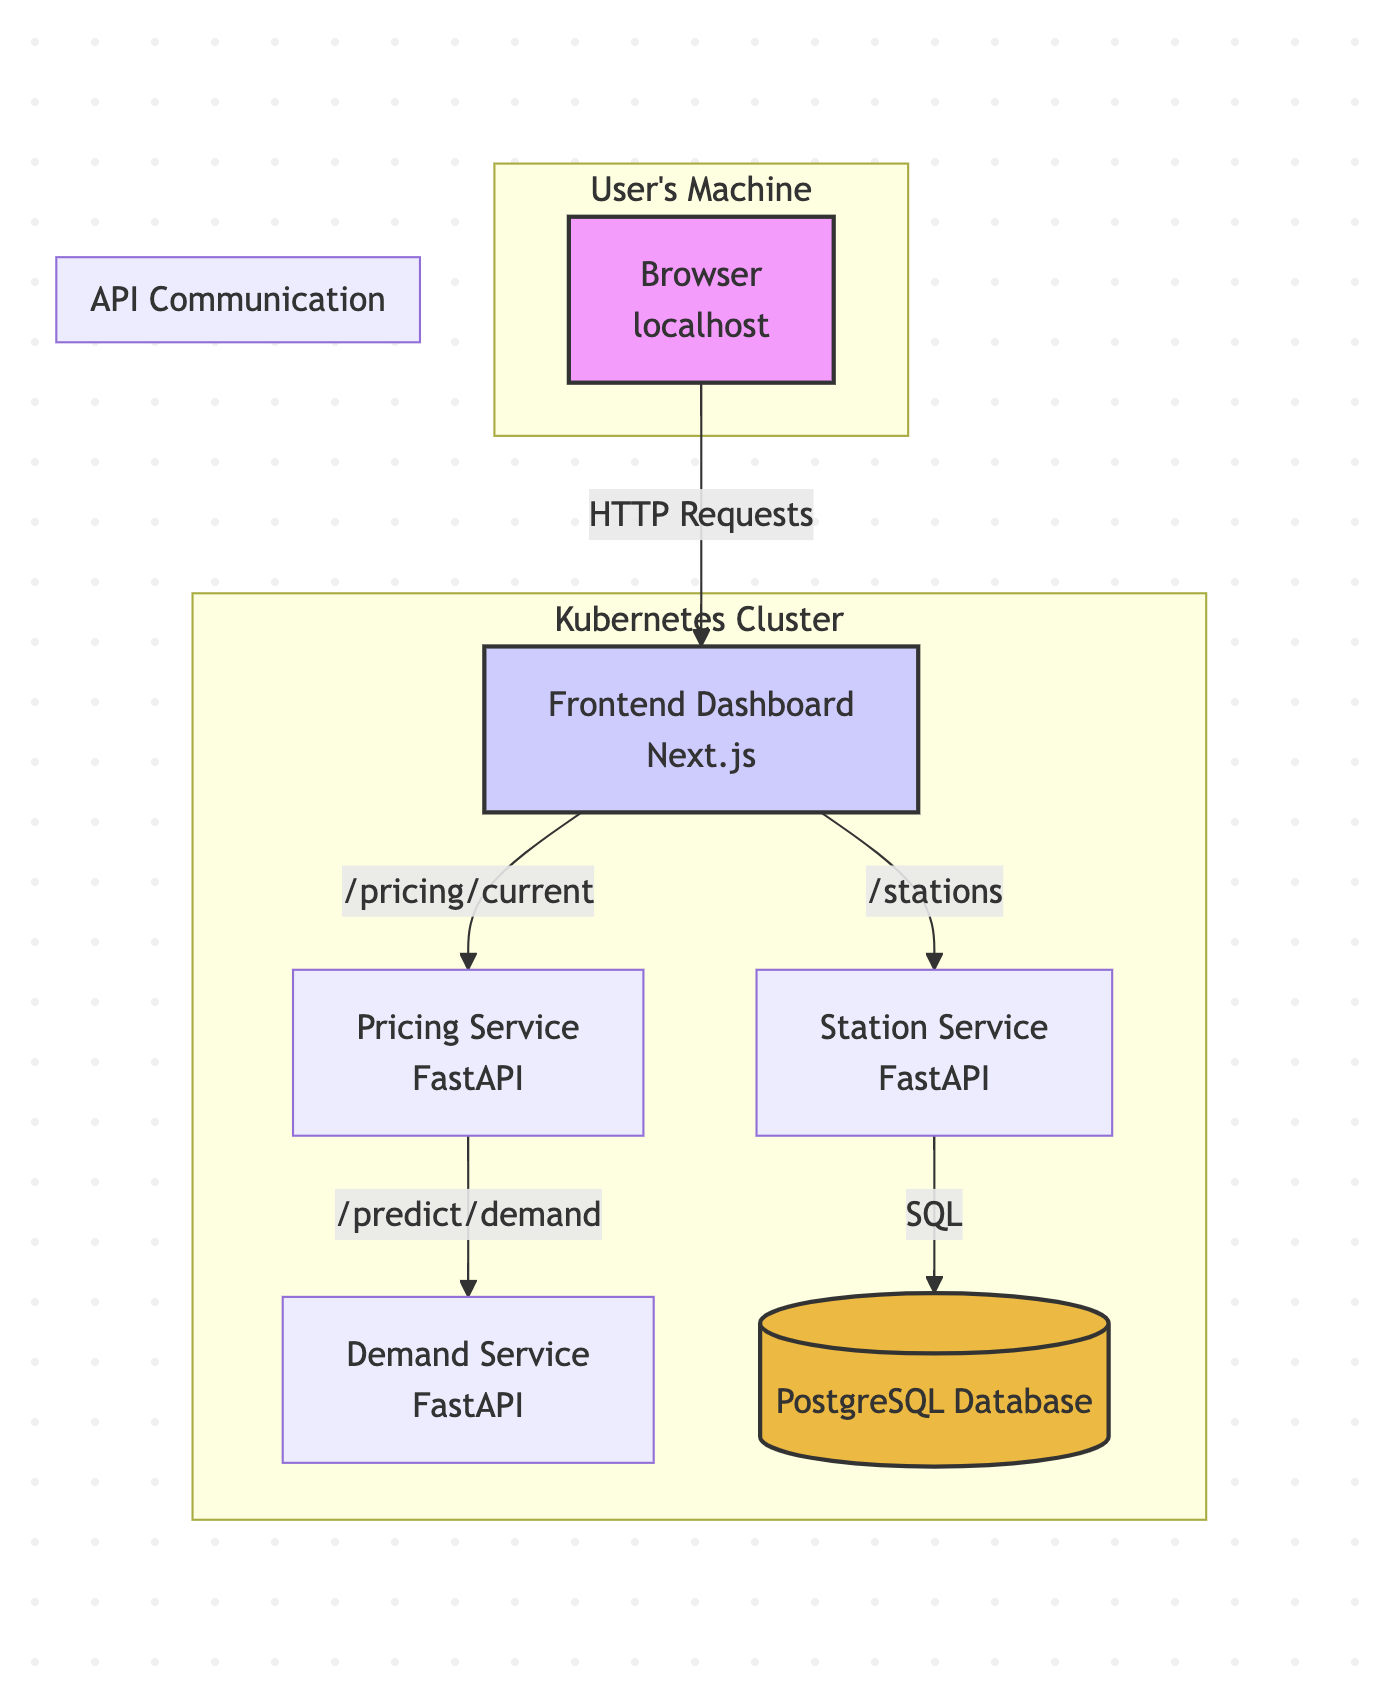 User's Machine
Browser
localhost
API Communication
HTTP Requests
Kubernetes Cluster
Frontend Dashboard
Next.js
/pricing/current
/stations
Pricing Service
FastAPI
Station Service
FastAPI
/predict/demand
SQL
Demand Service
FastAPI
PostgreSQL Database